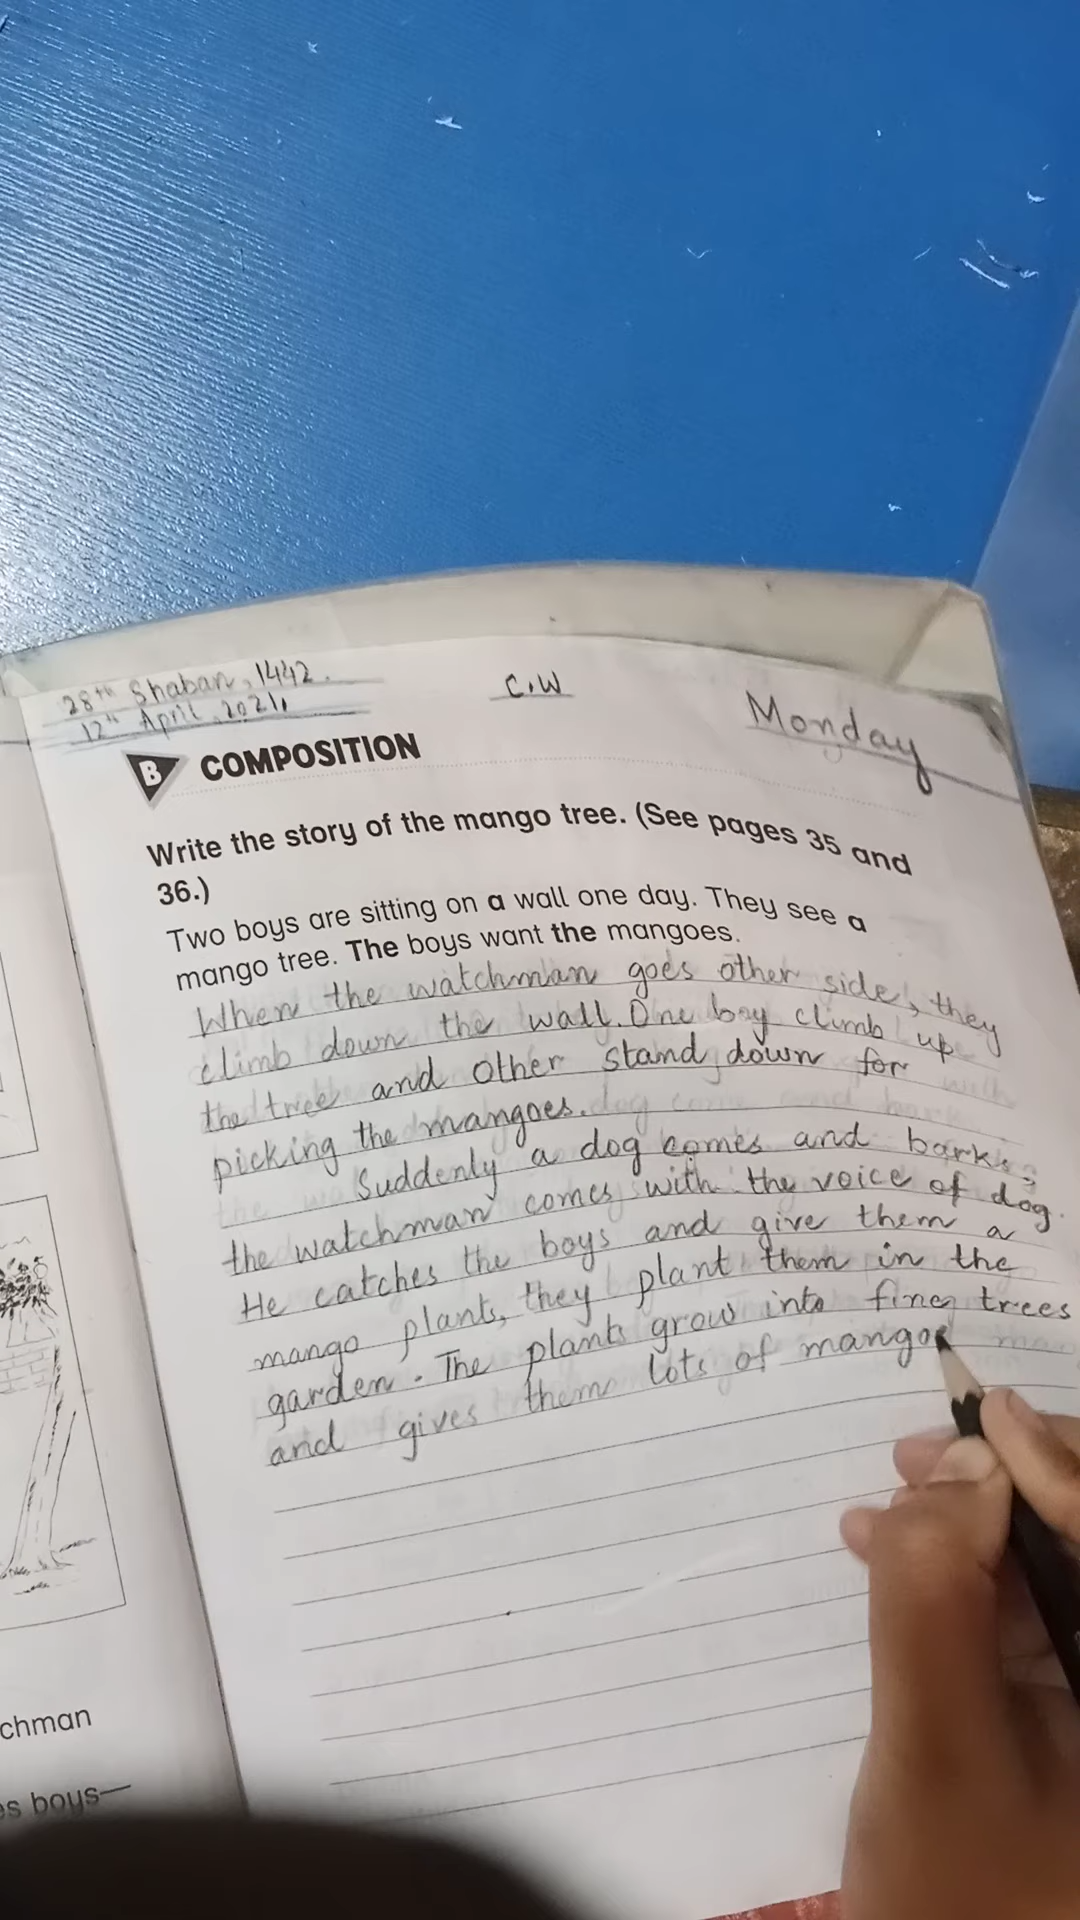 28th Shaban, 1442.
12th April, 2021.
C.W
Monday
B COMPOSITION
Write the story of the mango tree. (See pages 35 and
36.)
Two boys are sitting on a wall one day. They see a
mango tree. The boys want the mangoes.
When the watchman goes other side, they
climb down the wall. One boy climb up
the tree and other stand down for
picking the mangoes.
Suddenly a dog comes and barks,
the watchman comes with the voice of dog.
He catches the boys and give them a
mango plants, they plant them in the
garden. The plants grow into fine trees
and gives them lots of mango
chman
es boys—